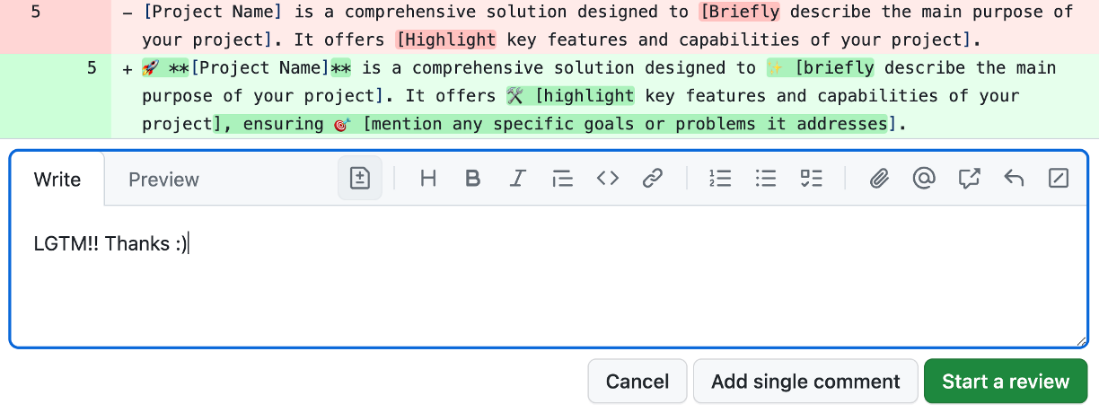 5 - [Project Name] is a comprehensive solution designed to [Briefly describe the main purpose of
your project]. It offers [Highlight key features and capabilities of your project].
5 + 🚀 **[Project Name]** is a comprehensive solution designed to ✨ [briefly describe the main
purpose of your project]. It offers 🛠️ [highlight key features and capabilities of your
project], ensuring 🎯 [mention any specific goals or problems it addresses].
Write Preview
LGTM!! Thanks :)
Cancel Add single comment Start a review